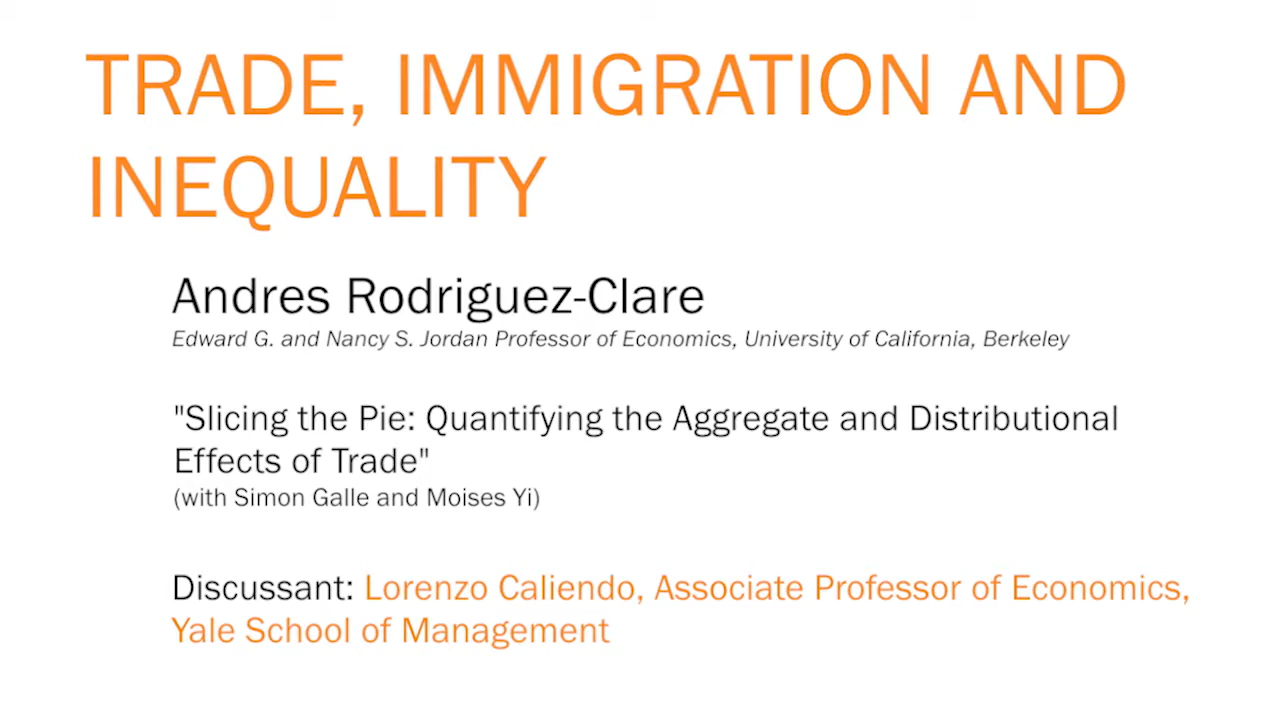 TRADE, IMMIGRATION AND
INEQUALITY
Andres Rodriguez-Clare
Edward G. and Nancy S. Jordan Professor of Economics, University of California, Berkeley
"Slicing the Pie: Quantifying the Aggregate and Distributional
Effects of Trade"
(with Simon Galle and Moises Yi)
Discussant: Lorenzo Caliendo, Associate Professor of Economics,
Yale School of Management